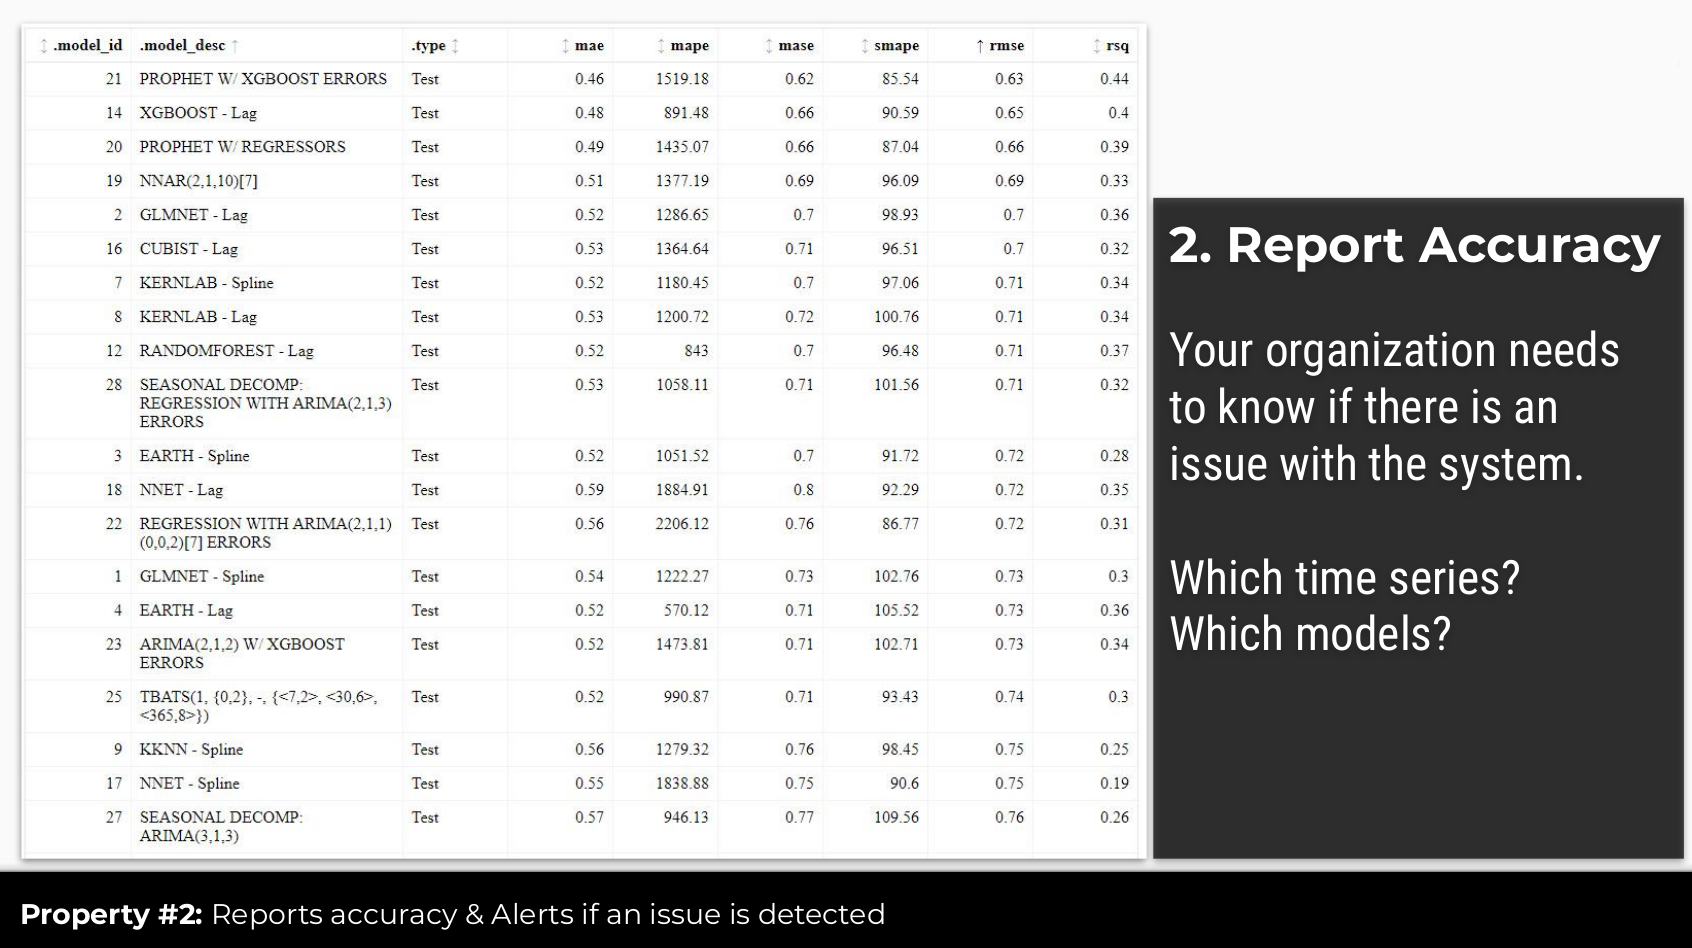 .model_id .model_desc .type mae mape mase smape rmse rsq
21 PROPHET W/ XGBOOST ERRORS Test 0.46 1519.18 0.62 85.54 0.63 0.44
14 XGBOOST - Lag Test 0.48 891.48 0.66 90.59 0.65 0.4
20 PROPHET W/ REGRESSORS Test 0.49 1435.07 0.66 87.04 0.66 0.39
19 NNAR(2,1,10)[7] Test 0.51 1377.19 0.69 96.09 0.69 0.33
2 GLMNET - Lag Test 0.52 1286.65 0.7 98.93 0.7 0.36
16 CUBIST - Lag Test 0.53 1364.64 0.71 96.51 0.7 0.32
7 KERNLAB - Spline Test 0.52 1180.45 0.7 97.06 0.71 0.34
8 KERNLAB - Lag Test 0.53 1200.72 0.72 100.76 0.71 0.34
12 RANDOMFOREST - Lag Test 0.52 843 0.7 96.48 0.71 0.37
28 SEASONAL DECOMP: Test 0.53 1058.11 0.71 101.56 0.71 0.32
REGRESSION WITH ARIMA(2,1,3)
ERRORS
3 EARTH - Spline Test 0.52 1051.52 0.7 91.72 0.72 0.28
18 NNET - Lag Test 0.59 1884.91 0.8 92.29 0.72 0.35
22 REGRESSION WITH ARIMA(2,1,1) Test 0.56 2206.12 0.76 86.77 0.72 0.31
(0,0,2)[7] ERRORS
1 GLMNET - Spline Test 0.54 1222.27 0.73 102.76 0.73 0.3
4 EARTH - Lag Test 0.52 570.12 0.71 105.52 0.73 0.36
23 ARIMA(2,1,2) W/ XGBOOST Test 0.52 1473.81 0.71 102.71 0.73 0.34
ERRORS
25 TBATS(1, {0,2}, -, {<7,2>, <30,6>, Test 0.52 990.87 0.71 93.43 0.74 0.3
<365,8>})
9 KKNN - Spline Test 0.56 1279.32 0.76 98.45 0.75 0.25
17 NNET - Spline Test 0.55 1838.88 0.75 90.6 0.75 0.19
27 SEASONAL DECOMP: Test 0.57 946.13 0.77 109.56 0.76 0.26
ARIMA(3,1,3)
2. Report Accuracy
Your organization needs
to know if there is an
issue with the system.
Which time series?
Which models?
Property #2: Reports accuracy & Alerts if an issue is detected